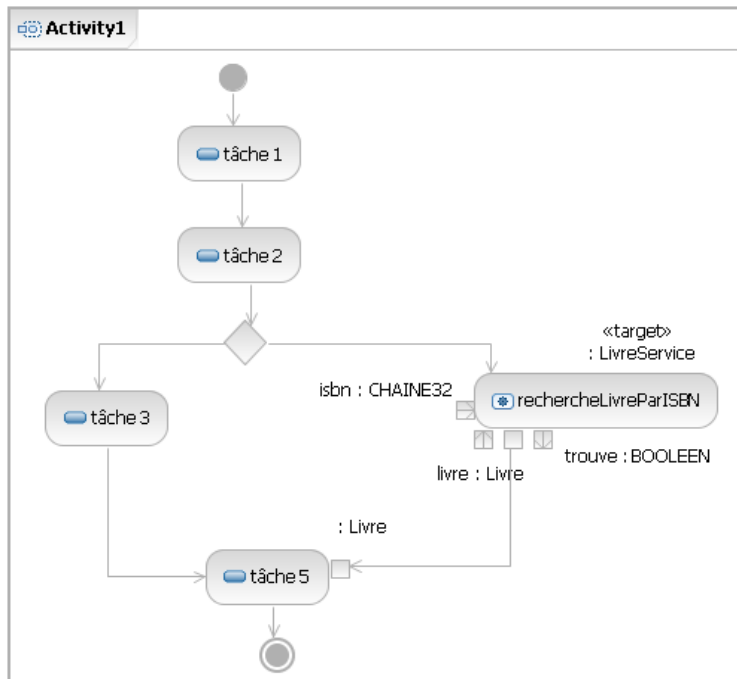 Activity1
tâche 1
tâche 2
«target»
: LivreService
isbn : CHAINE32
rechercheLivreParISBN
tâche 3
trouve : BOOLEEN
livre : Livre
: Livre
tâche 5